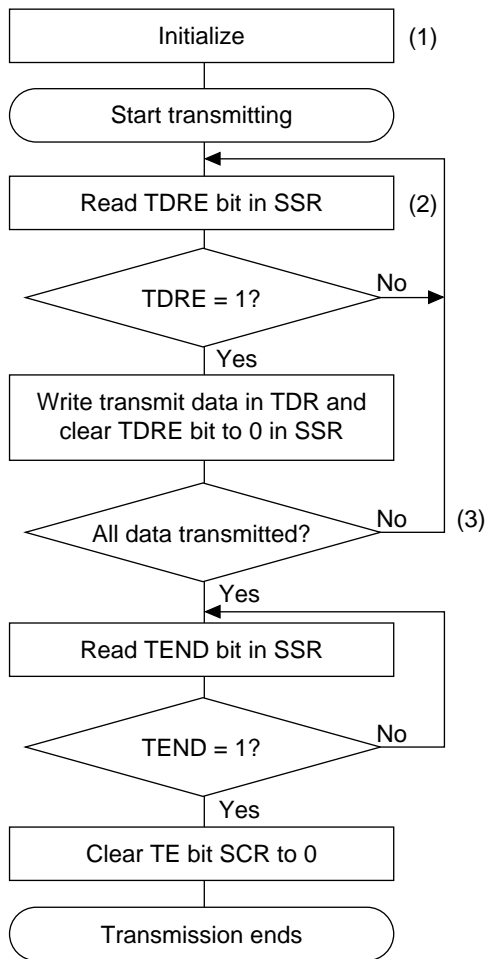 Initialize
(1)
Start transmitting
Read TDRE bit in SSR
(2)
TDRE = 1?
No
Yes
Write transmit data in TDR and
clear TDRE bit to 0 in SSR
All data transmitted?
No
(3)
Yes
Read TEND bit in SSR
TEND = 1?
No
Yes
Clear TE bit SCR to 0
Transmission ends